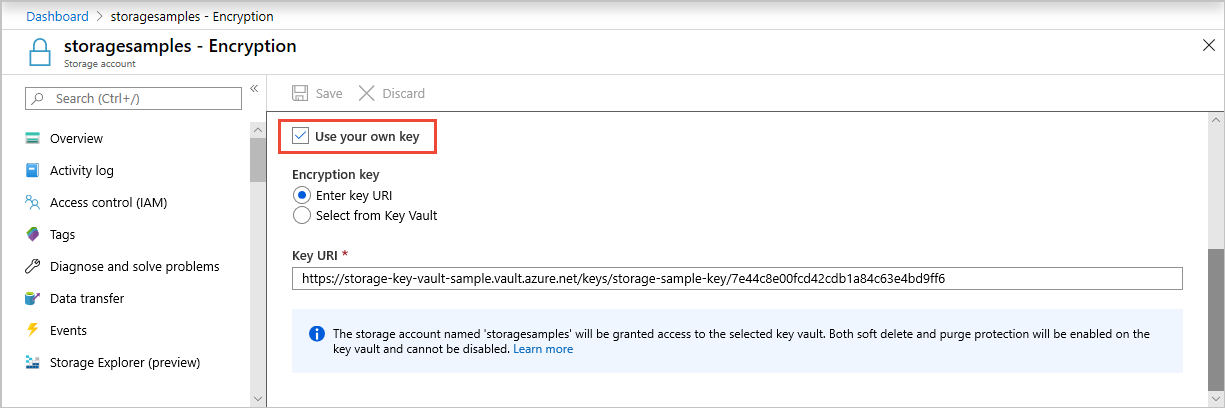 Dashboard > storagesamples - Encryption
storagesamples - Encryption
Storage account
Search (Ctrl+/)
Overview
Activity log
Access control (IAM)
Tags
Diagnose and solve problems
Data transfer
Events
Storage Explorer (preview)
Save Discard
Use your own key
Encryption key
Enter key URI
Select from Key Vault
Key URI *
https://storage-key-vault-sample.vault.azure.net/keys/storage-sample-key/7e44c8e00fcd42cdb1a84c63e4bd9ff6
The storage account named 'storagesamples' will be granted access to the selected key vault. Both soft delete and purge protection will be enabled on the
key vault and cannot be disabled. Learn more